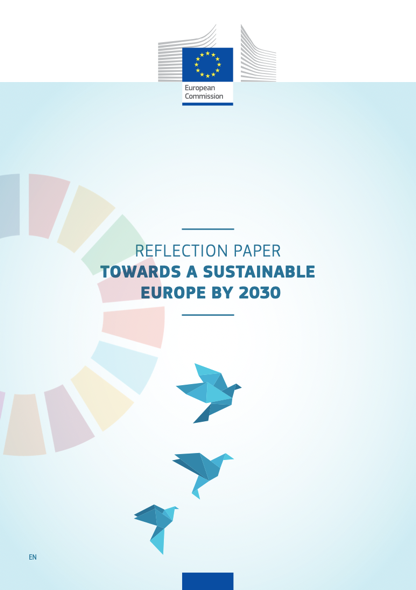 European
Commission
REFLECTION PAPER
TOWARDS A SUSTAINABLE
EUROPE BY 2030
EN